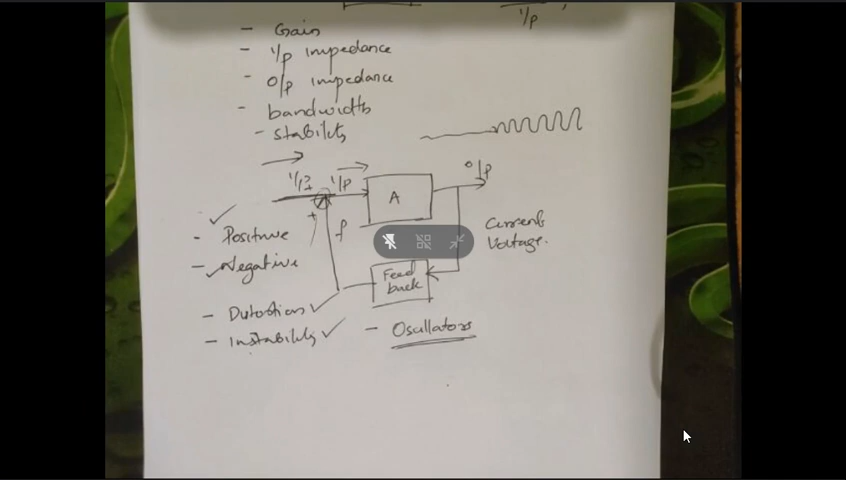 I/p
- Gain
- I/p impedance
- O/p impedance
- bandwidth
- stability
I/p I/p
A
O/p
+
Current
Voltage.
- Positive
- Negative
Feed
back
- Distortion
- Instability
- Oscillators